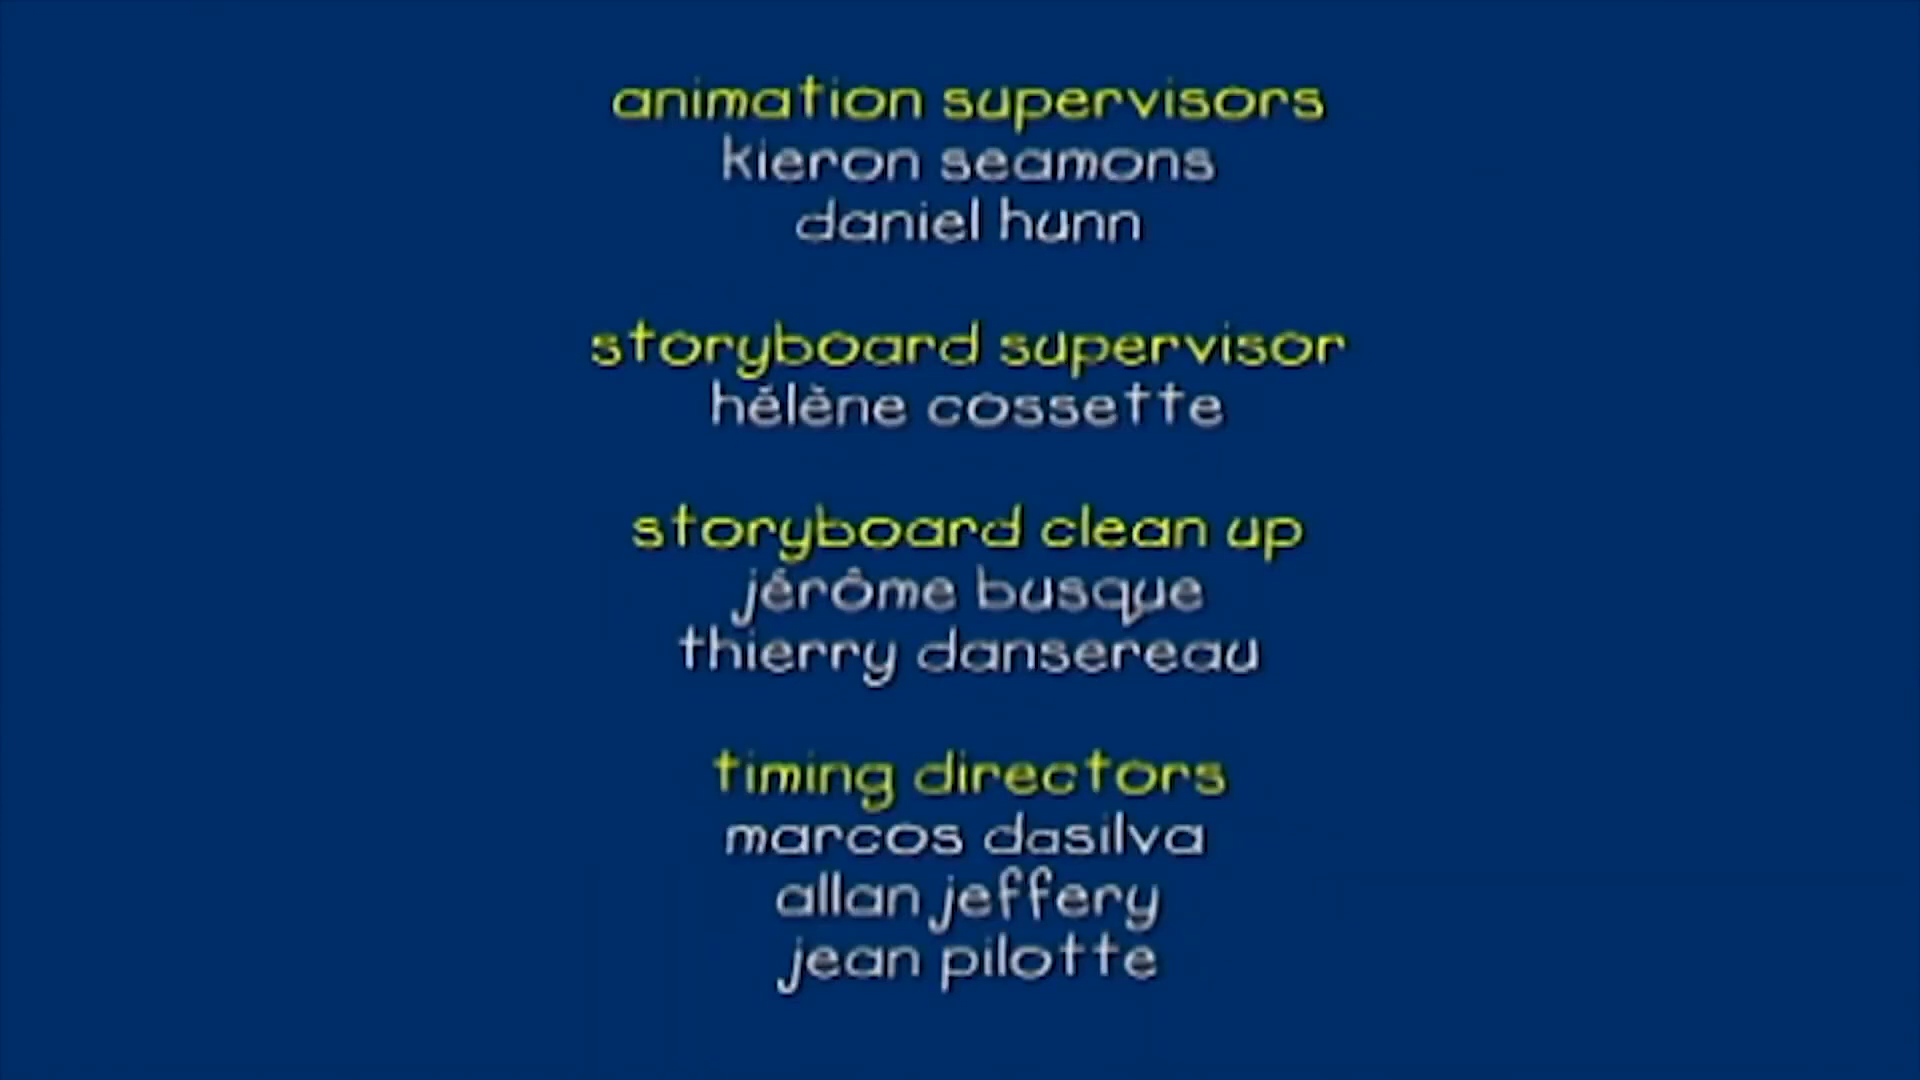 animation supervisors
kieron seamons
daniel hunn
storyboard supervisor
hélène cossette
storyboard clean up
jérôme busque
thierry dansereau
timing directors
marcos dasilva
allan jeffery
jean pilotte